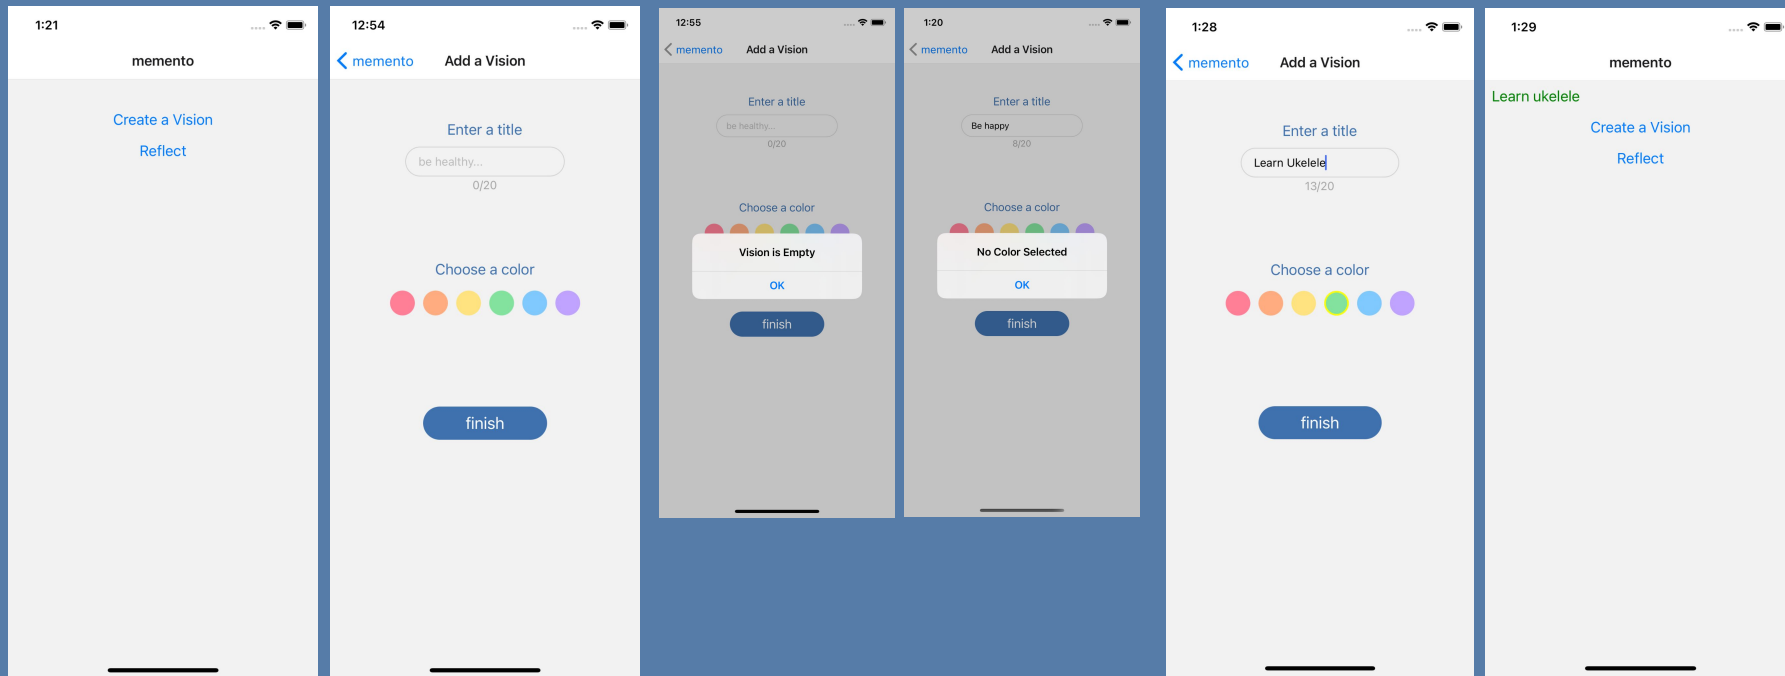 1:21
memento
Create a Vision
Reflect
12:54
memento Add a Vision
Enter a title
be healthy...
0/20
Choose a color
finish
12:55
memento Add a Vision
Enter a title
be healthy...
0/20
Choose a color
Vision is Empty
OK
finish
1:20
memento Add a Vision
Enter a title
Be happy
8/20
Choose a color
No Color Selected
OK
finish
1:28
memento Add a Vision
Enter a title
Learn Ukelele
13/20
Choose a color
finish
1:29
memento
Learn ukelele
Create a Vision
Reflect